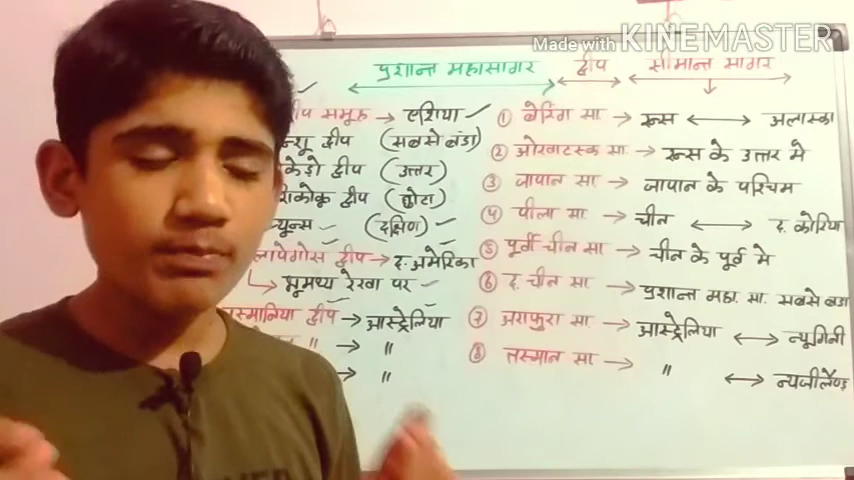 Made with KINEMASTER
प्रशान्त महासागर द्वीप सीमान्त सागर
द्वीप समूह → एशिया
न्शू द्वीप (सबसे बडा)
केडो द्वीप (उत्तर)
शिकोकू द्वीप (छोटा)
क्यून्स (दक्षिण)
लापेगोस द्वीप → द. अमेरिका
भूमध्य रेखा पर
स्मानिया द्वीप → आस्ट्रेलिया
" → "
→ "
① बेरिंग सा. → रूस ↔ अलास्का
② ओखाटस्क सा. → रूस के उत्तर मे
③ जापान सा. → जापान के पश्चिम
④ पीला सा. → चीन ↔ द. कोरिया
⑤ पूर्वी चीन सा → चीन के पूर्व मे
⑥ द. चीन सा. → प्रशान्त महा. सा. सबसे बडा
⑦ अराफुरा सा. → आस्ट्रेलिया ↔ न्यूगिनी
⑧ तस्मान सा → " ↔ न्यूजीलैण्ड